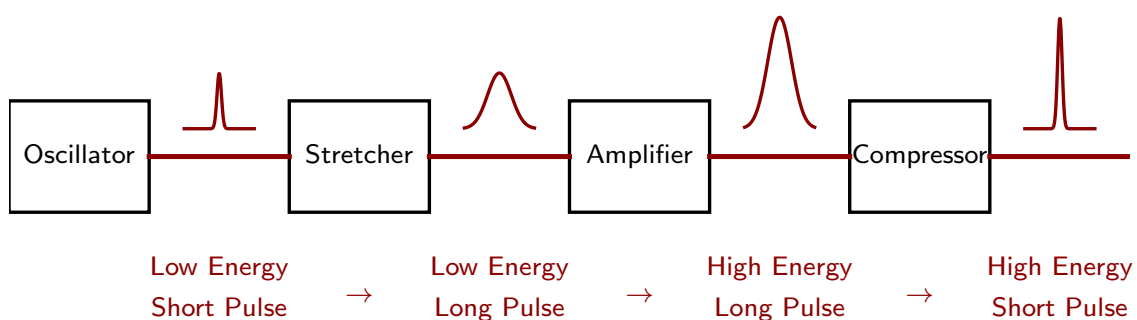 Oscillator Stretcher Amplifier Compressor
Low Energy Low Energy High Energy High Energy
Short Pulse → Long Pulse → Long Pulse → Short Pulse